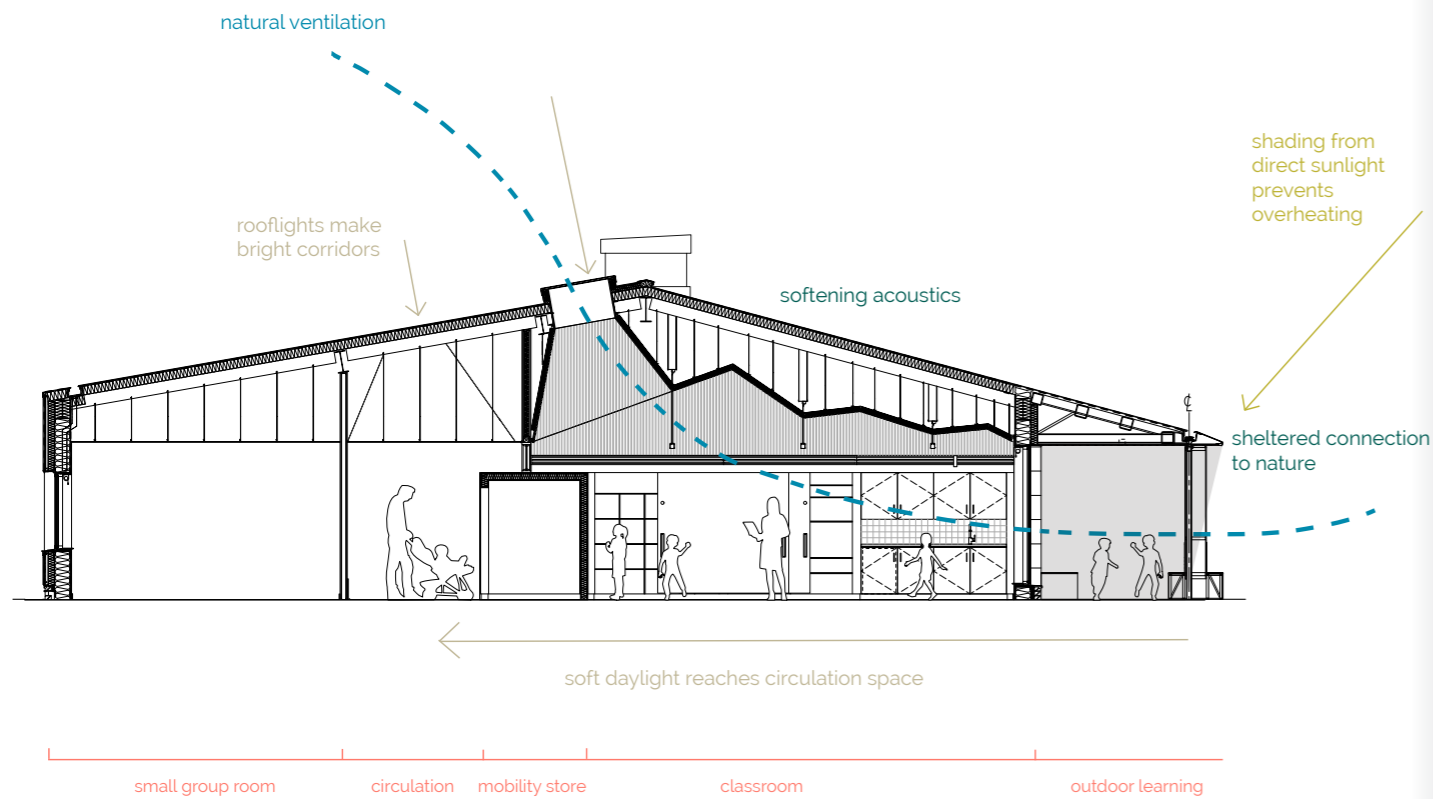 natural ventilation
shading from
direct sunlight
prevents
overheating
rooflights make
bright corridors
softening acoustics
℄
sheltered connection
to nature
soft daylight reaches circulation space
small group room
circulation
mobility store
classroom
outdoor learning